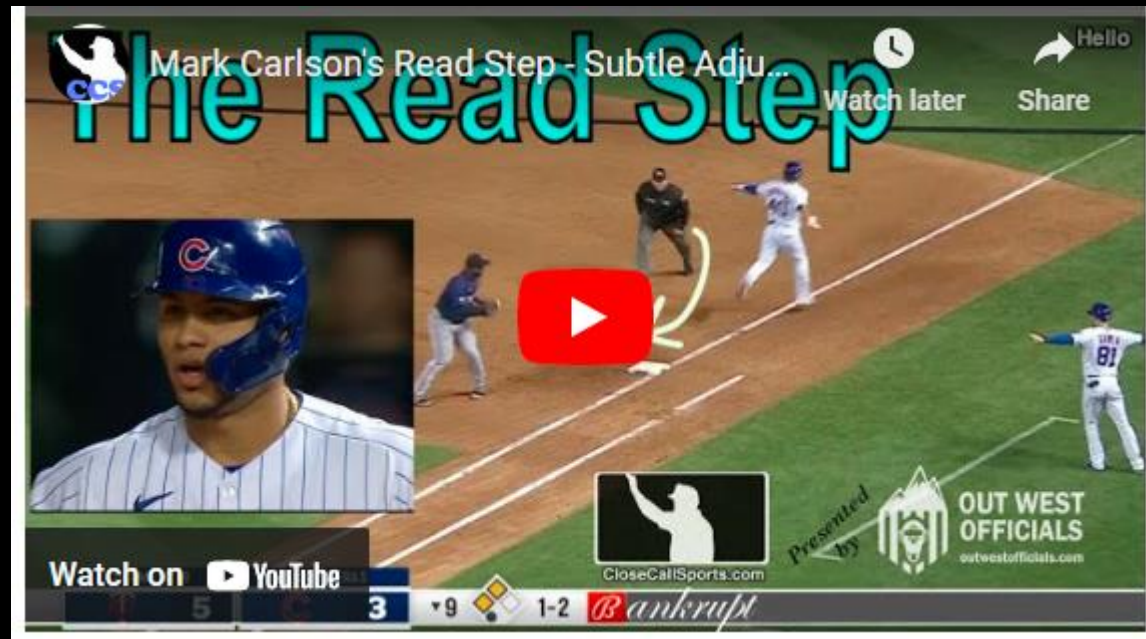 The Read Step
Mark Carlson's Read Step - Subtle Adju...
Hello
Watch later
Share
CCS
C
81
CloseCallSports.com
Presented
by
OUT WEST
OFFICIALS
outwestofficials.com
Watch on YouTube
5
C
3
▾9
1-2
Bankrupt